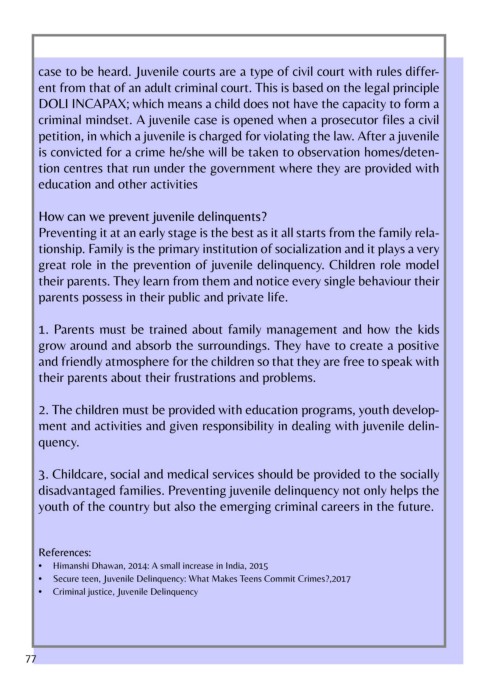 case to be heard. Juvenile courts are a type of civil court with rules differ-
ent from that of an adult criminal court. This is based on the legal principle
DOLI INCAPAX; which means a child does not have the capacity to form a
criminal mindset. A juvenile case is opened when a prosecutor files a civil
petition, in which a juvenile is charged for violating the law. After a juvenile
is convicted for a crime he/she will be taken to observation homes/deten-
tion centres that run under the government where they are provided with
education and other activities
How can we prevent juvenile delinquents?
Preventing it at an early stage is the best as it all starts from the family rela-
tionship. Family is the primary institution of socialization and it plays a very
great role in the prevention of juvenile delinquency. Children role model
their parents. They learn from them and notice every single behaviour their
parents possess in their public and private life.
1. Parents must be trained about family management and how the kids
grow around and absorb the surroundings. They have to create a positive
and friendly atmosphere for the children so that they are free to speak with
their parents about their frustrations and problems.
2. The children must be provided with education programs, youth develop-
ment and activities and given responsibility in dealing with juvenile delin-
quency.
3. Childcare, social and medical services should be provided to the socially
disadvantaged families. Preventing juvenile delinquency not only helps the
youth of the country but also the emerging criminal careers in the future.
References:
• Himanshi Dhawan, 2014: A small increase in India, 2015
• Secure teen, Juvenile Delinquency: What Makes Teens Commit Crimes?,2017
• Criminal justice, Juvenile Delinquency
77